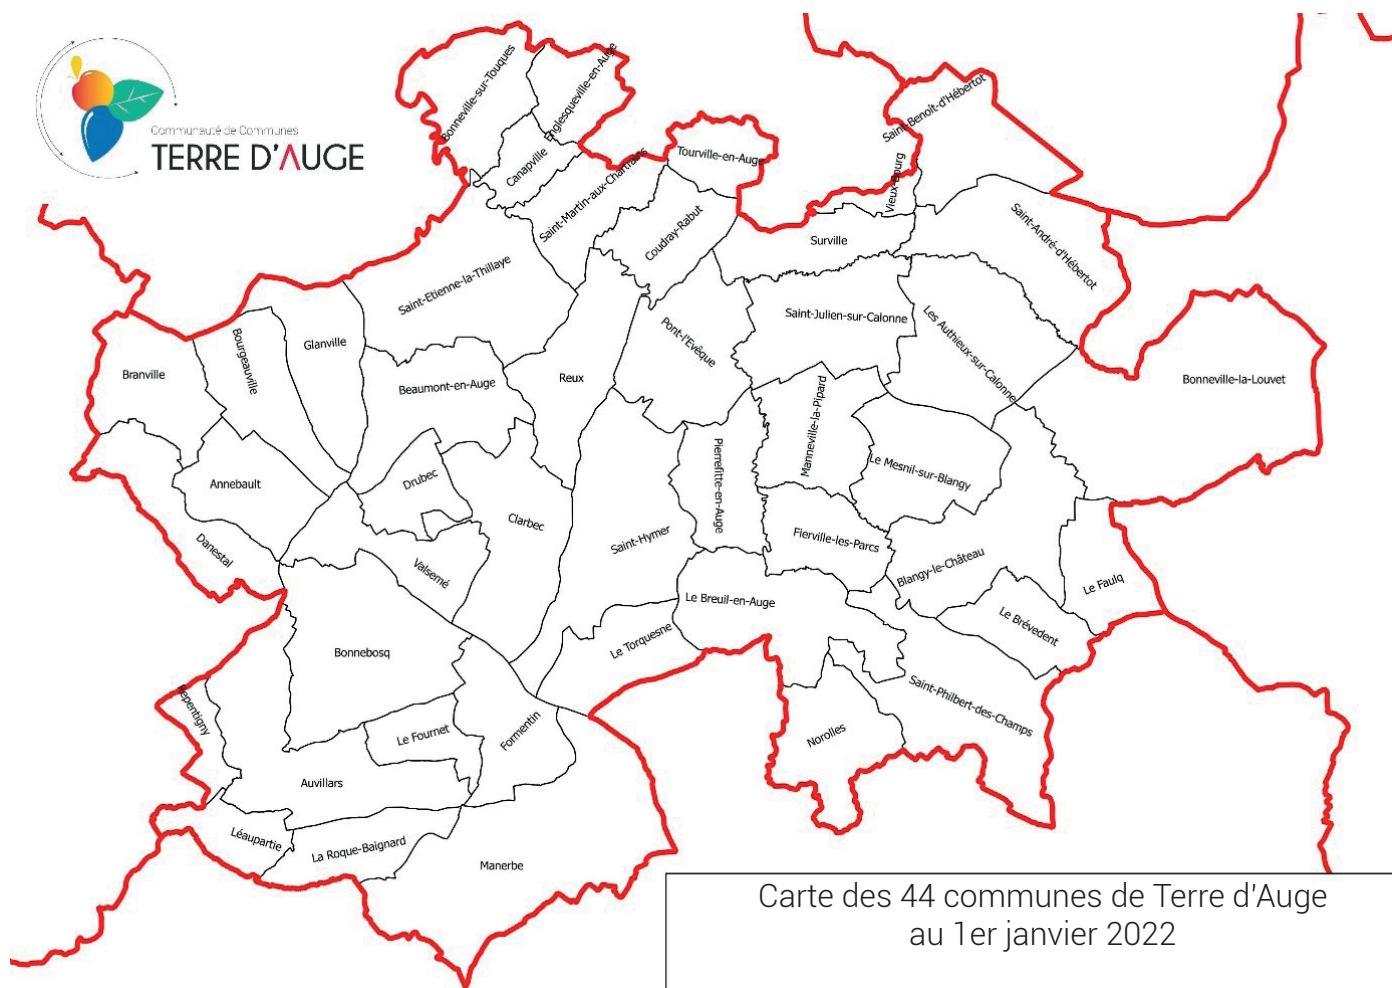 Communauté de Communes
TERRE D'AUGE
Bonneville-sur-Touques
Englesqueville-en-Auge
Canapville
Saint-Martin-aux-Chartrains
Tourville-en-Auge
Saint-Benoît-d'Hébertot
Vieux-Bourg
Coudray-Rabut
Surville
Saint-André-d'Hébertot
Saint-Etienne-la-Thillaye
Saint-Julien-sur-Calonne
Les Authieux-sur-Calonne
Pont-l'Evêque
Glanville
Bourgeauville
Branville
Beaumont-en-Auge
Reux
Bonneville-la-Louvet
Manneville-la-Pipard
Le Mesnil-sur-Blangy
Pierrefitte-en-Auge
Drubec
Annebault
Clarbec
Saint-Hymer
Fierville-les-Parcs
Danestal
Valsemé
Blangy-le-Château
Le Faulq
Le Breuil-en-Auge
Le Brévedent
Le Torquesne
Bonnebosq
Saint-Philbert-des-Champs
Repentigny
Le Fournet
Formentin
Norolles
Auvillars
Léaupartie
La Roque-Baignard
Manerbe
Carte des 44 communes de Terre d'Auge
au 1er janvier 2022